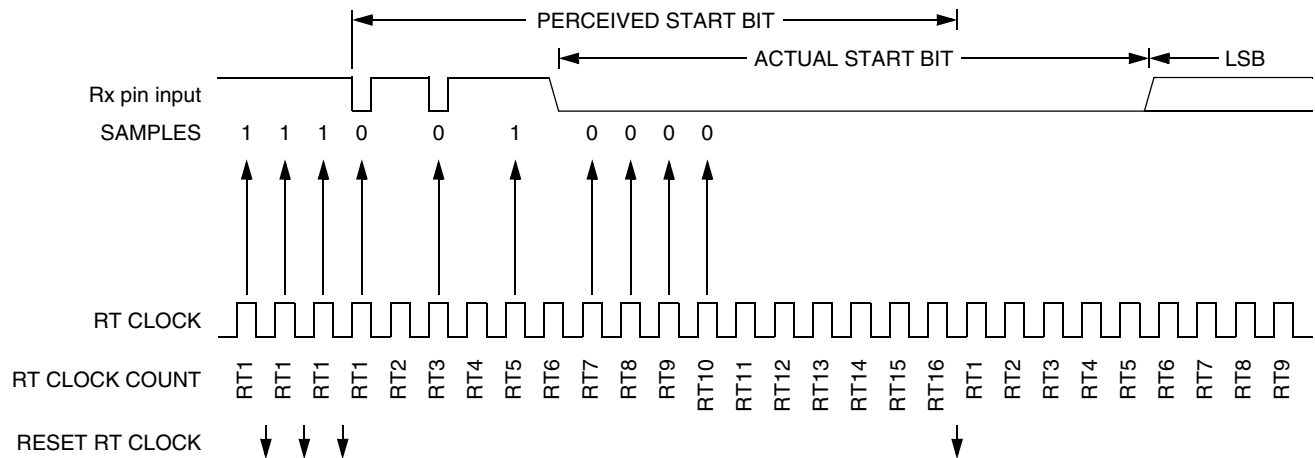 PERCEIVED START BIT
ACTUAL START BIT LSB
Rx pin input
SAMPLES 1 1 1 0 0 1 0 0 0 0
RT CLOCK
RT CLOCK COUNT RT1 RT1 RT1 RT1 RT2 RT3 RT4 RT5 RT6 RT7 RT8 RT9 RT10 RT11 RT12 RT13 RT14 RT15 RT16 RT1 RT2 RT3 RT4 RT5 RT6 RT7 RT8 RT9
RESET RT CLOCK